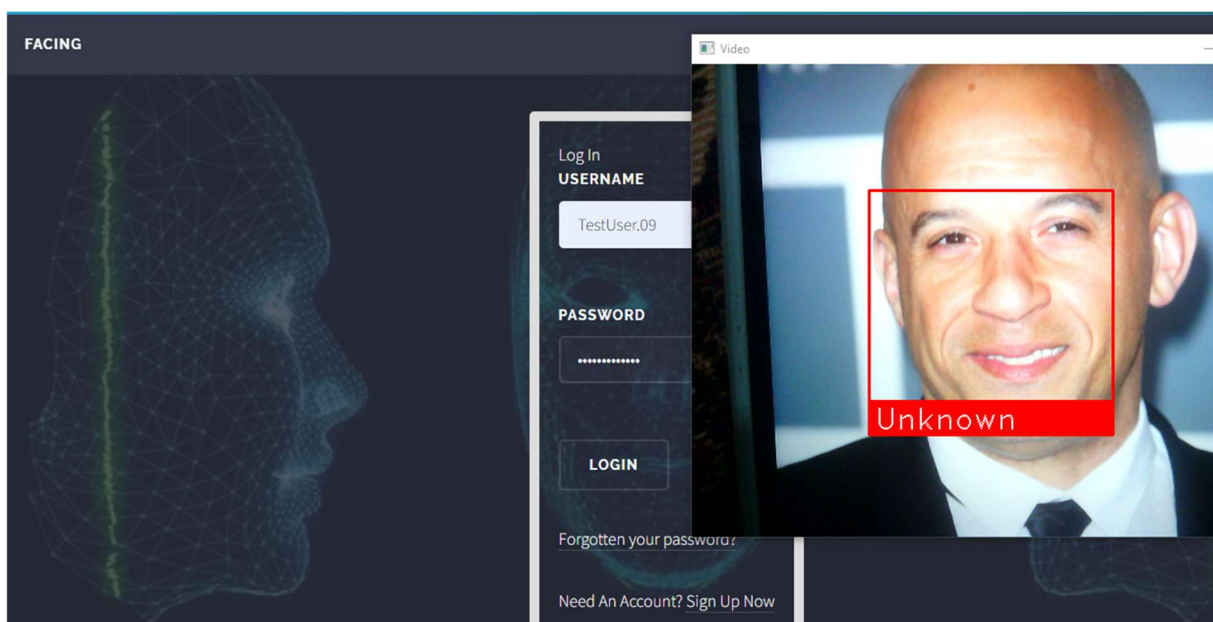 FACING
Video
Log In
USERNAME
TestUser.09
PASSWORD
•••••••••••••
LOGIN
Forgotten your password?
Need An Account? Sign Up Now
Unknown